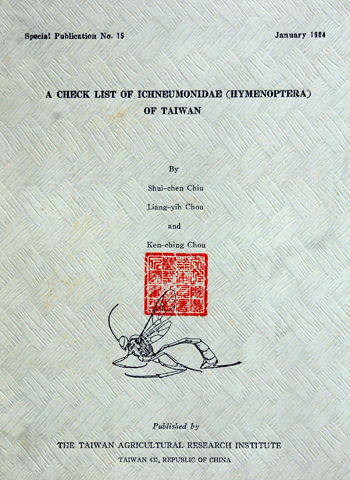 Special Publication No. 15
January 1984
A CHECK LIST OF ICHNEUMONIDAE (HYMENOPTERA)
OF TAIWAN
By
Shui-chen Chiu
Liang-yih Chou
and
Ken-ching Chou
Published by
THE TAIWAN AGRICULTURAL RESEARCH INSTITUTE
TAIWAN 431, REPUBLIC OF CHINA